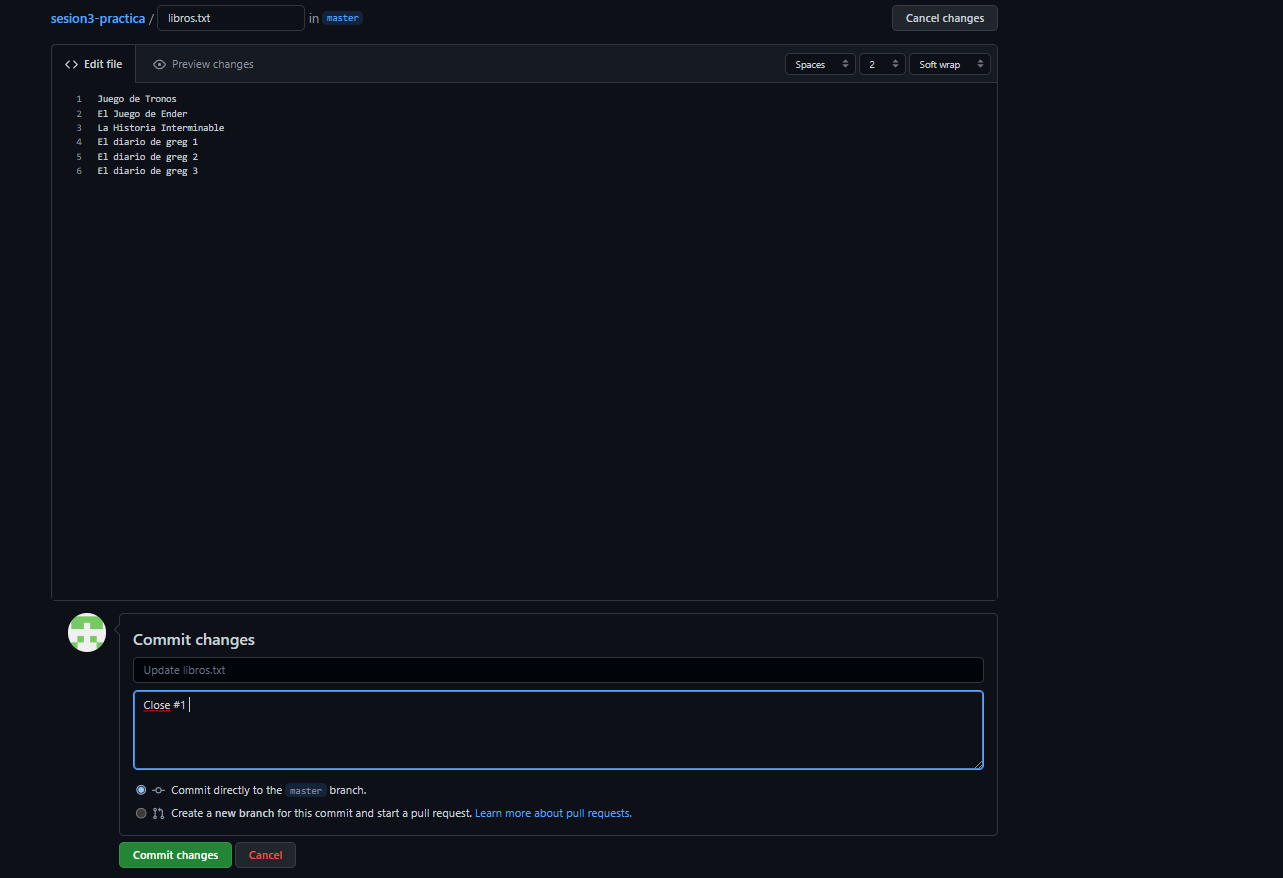 sesion3-practica / libros.txt in master Cancel changes
Edit file Preview changes Spaces 2 Soft wrap
1 Juego de Tronos
2 El Juego de Ender
3 La Historia Interminable
4 El diario de greg 1
5 El diario de greg 2
6 El diario de greg 3
Commit changes
Update libros.txt
Close #1
Commit directly to the master branch.
Create a new branch for this commit and start a pull request. Learn more about pull requests.
Commit changes Cancel